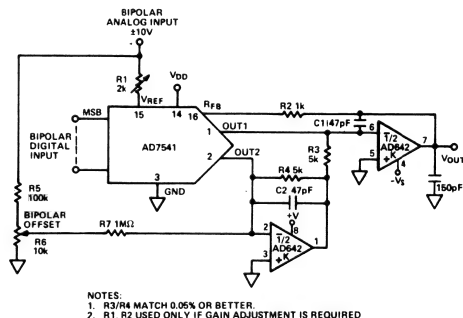 BIPOLAR
ANALOG INPUT
±10V
R1
2k
VREF
VDD
15
14
16
RFB
R2 1k
C1 47pF
MSB
BIPOLAR
DIGITAL
INPUT
AD7541
1
OUT1
2
OUT2
3
GND
R3
5k
R4 5k
C2 47pF
6
1/2
AD642
K
7
5
+
4
-VS
VOUT
150pF
R5
100k
BIPOLAR
OFFSET
R6
10k
R7 1MΩ
+V
8
2
1/2
AD642
K
1
3
+
NOTES:
1. R3/R4 MATCH 0.05% OR BETTER.
2. R1, R2 USED ONLY IF GAIN ADJUSTMENT IS REQUIRED